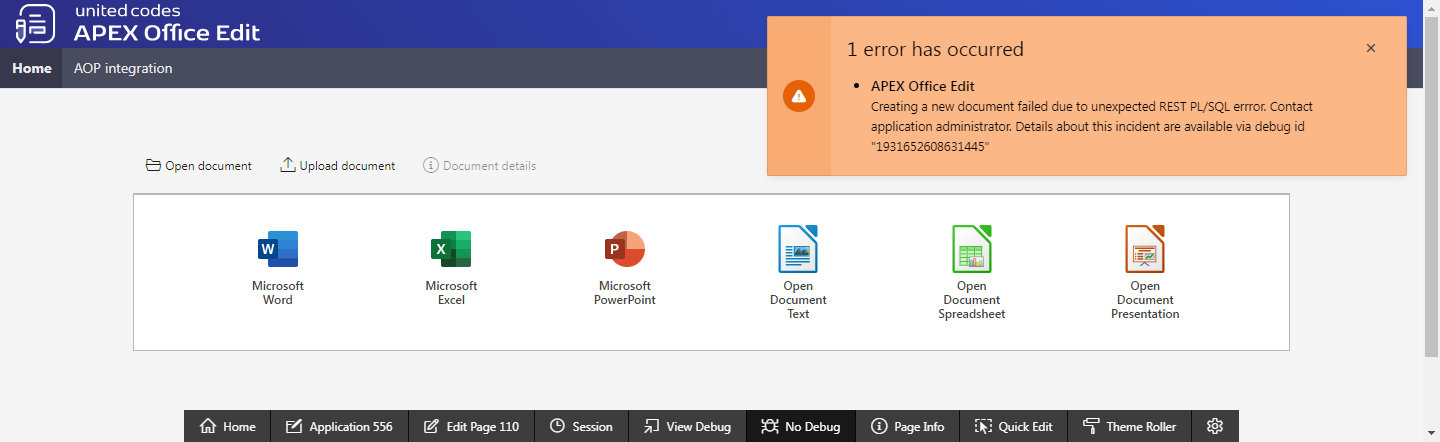 united codes
APEX Office Edit
Home
AOP integration
1 error has occurred
APEX Office Edit
Creating a new document failed due to unexpected REST PL/SQL errror. Contact
application administrator. Details about this incident are available via debug id
"1931652608631445"
Open document
Upload document
Document details
W
Microsoft
Word
X
Microsoft
Excel
P
Microsoft
PowerPoint
Open
Document
Text
Open
Document
Spreadsheet
Open
Document
Presentation
Home
Application 556
Edit Page 110
Session
View Debug
No Debug
Page Info
Quick Edit
Theme Roller